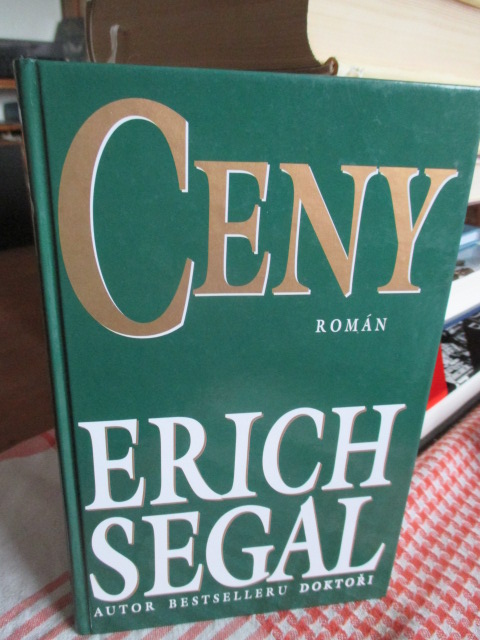 CENY
ROMÁN
ERICH
SEGAL
AUTOR BESTSELLERU DOKTOŘI